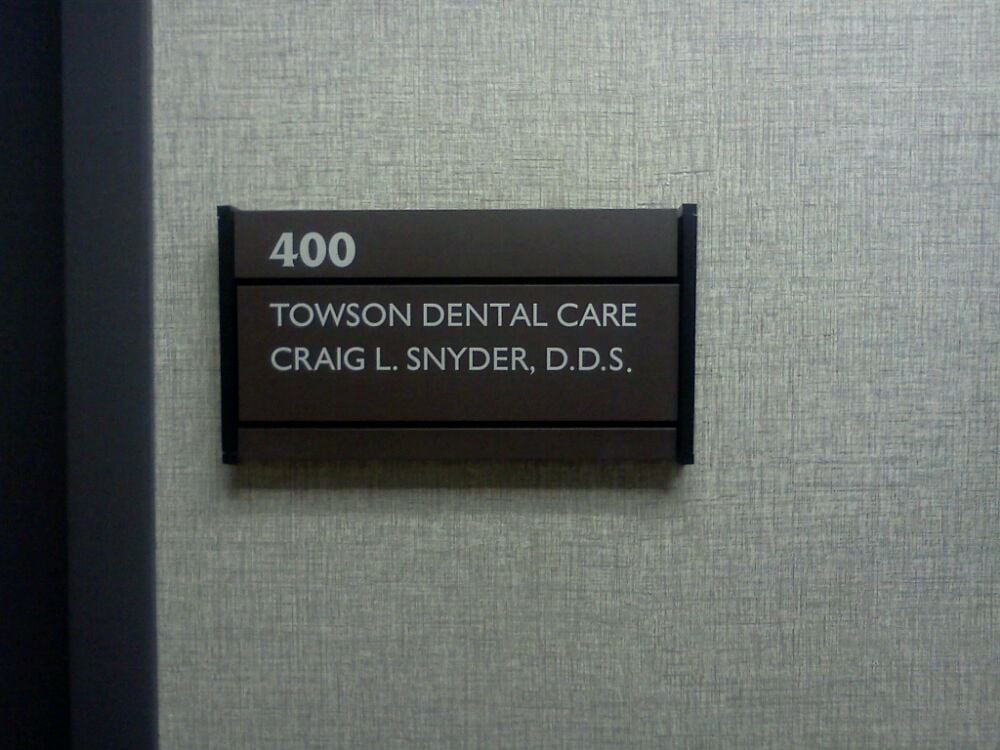 400
TOWSON DENTAL CARE
CRAIG L. SNYDER, D.D.S.